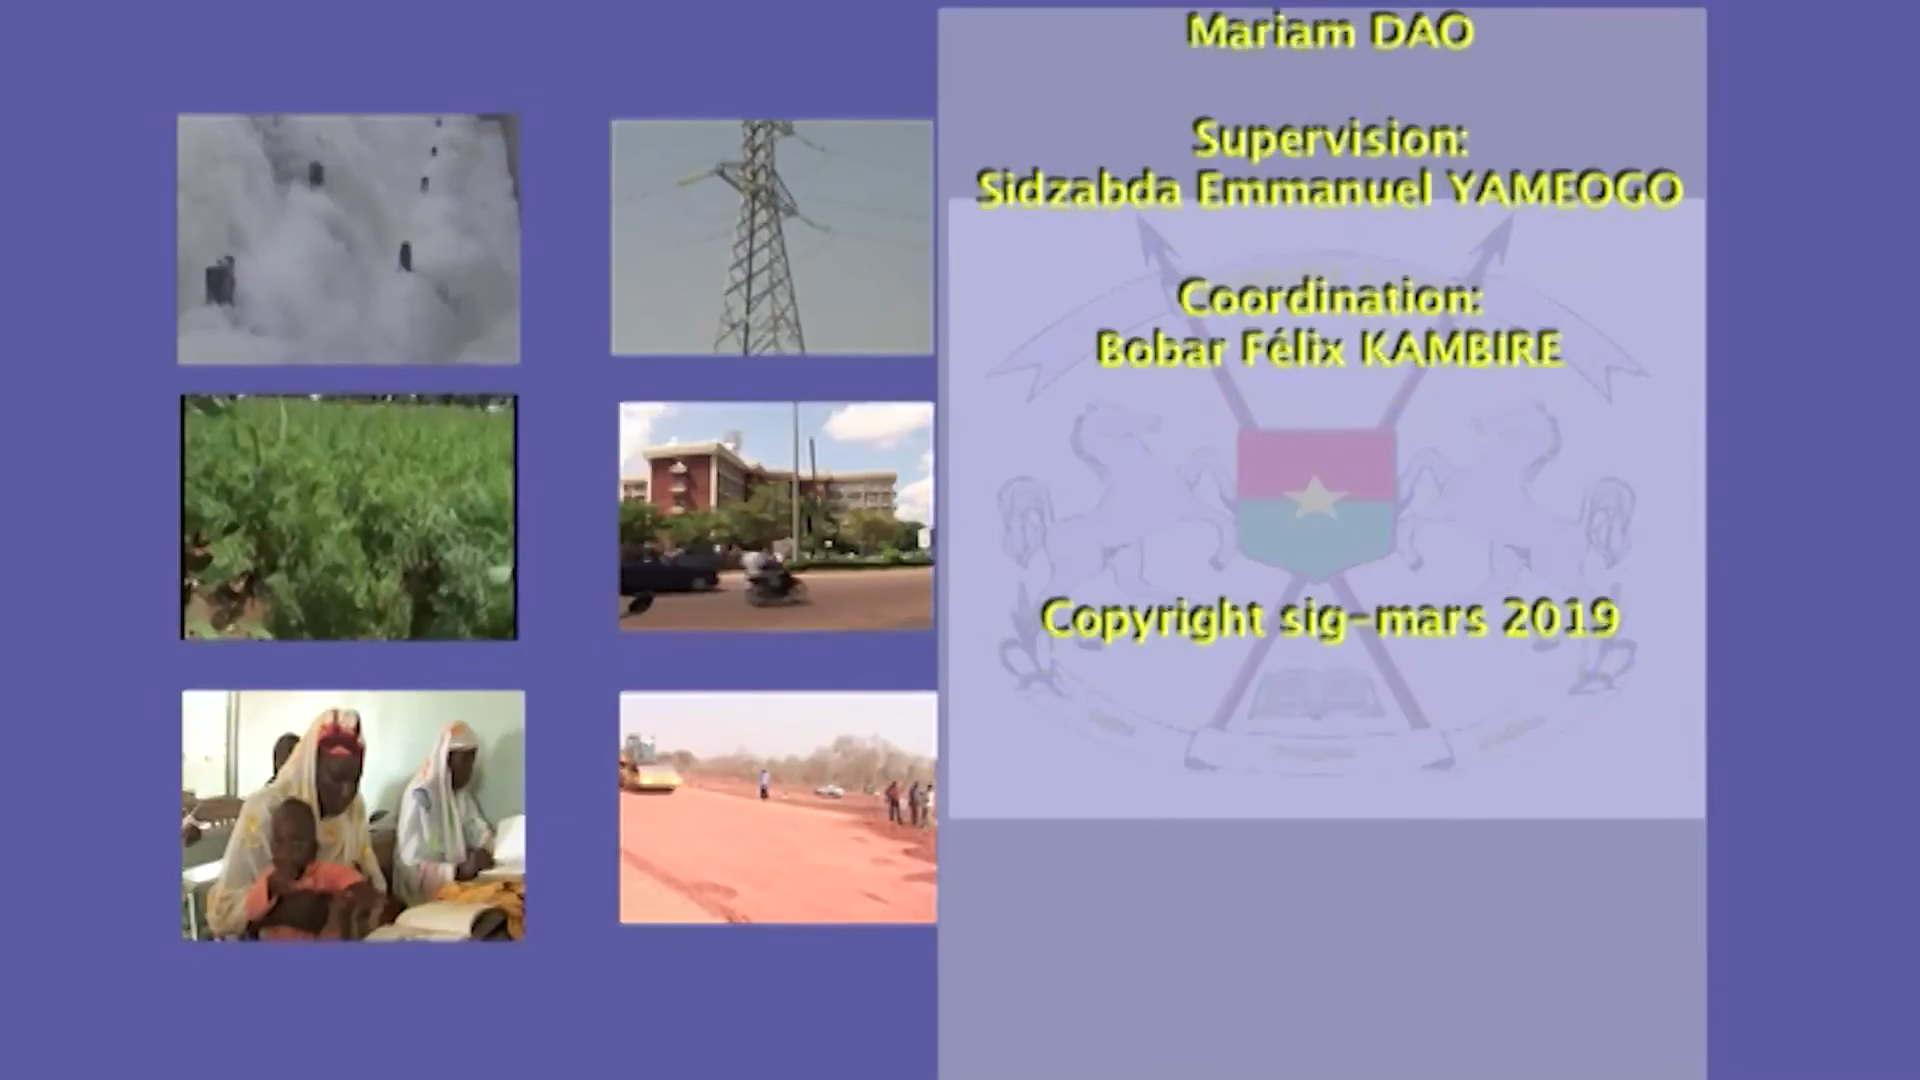 Mariam DAO
Supervision:
Sidzabda Emmanuel YAMEOGO
Coordination:
Bobar Félix KAMBIRE
Copyright sig-mars 2019